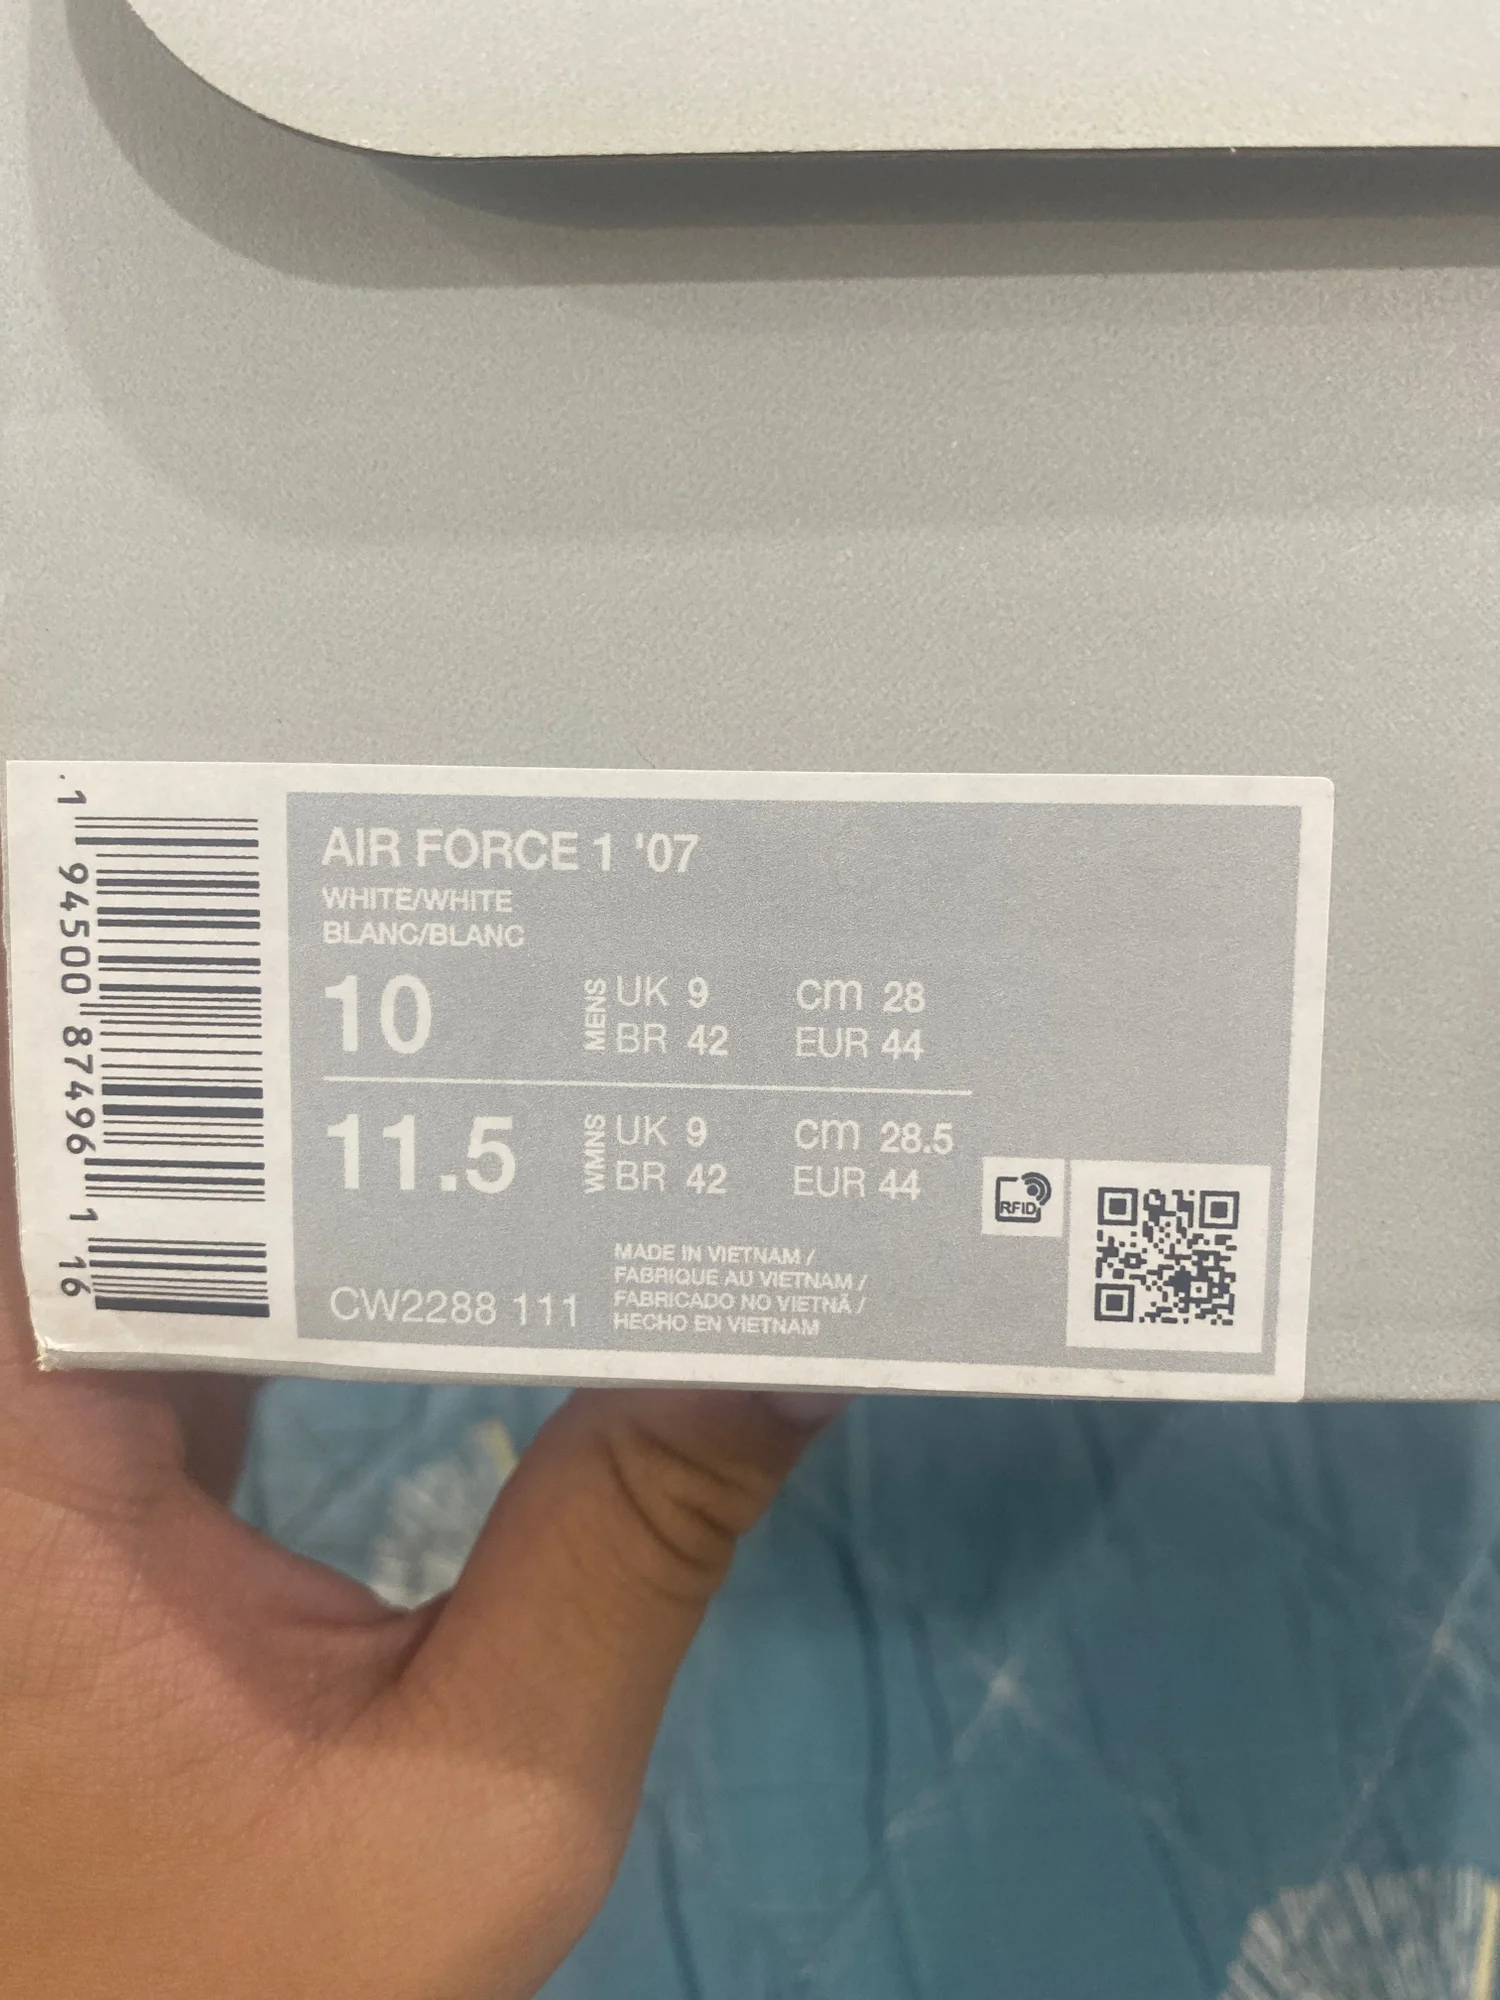 1 94500 87496 1 16
AIR FORCE 1 '07
WHITE/WHITE
BLANC/BLANC
10 MENS UK 9 cm 28
BR 42 EUR 44
11.5 WMNS UK 9 cm 28.5
BR 42 EUR 44
RFID
CW2288 111
MADE IN VIETNAM /
FABRIQUE AU VIETNAM /
FABRICADO NO VIETNÃ /
HECHO EN VIETNAM